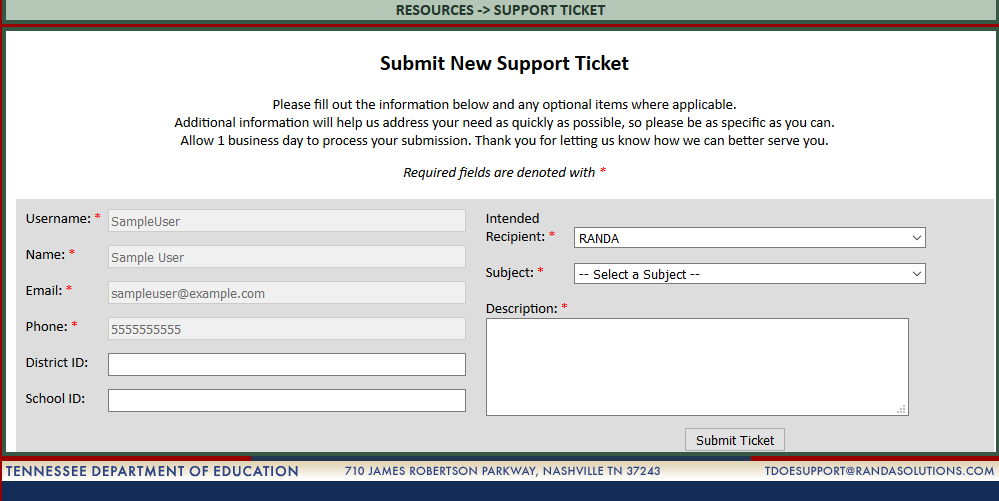 RESOURCES -> SUPPORT TICKET
Submit New Support Ticket
Please fill out the information below and any optional items where applicable.
Additional information will help us address your need as quickly as possible, so please be as specific as you can.
Allow 1 business day to process your submission. Thank you for letting us know how we can better serve you.
Required fields are denoted with *
Username: * SampleUser
Name: * Sample User
Email: * sampleuser@example.com
Phone: * 5555555555
District ID:
School ID:
Intended
Recipient: * RANDA
Subject: * -- Select a Subject --
Description: *
Submit Ticket
TENNESSEE DEPARTMENT OF EDUCATION 710 JAMES ROBERTSON PARKWAY, NASHVILLE TN 37243 TDOESUPPORT@RANDASOLUTIONS.COM